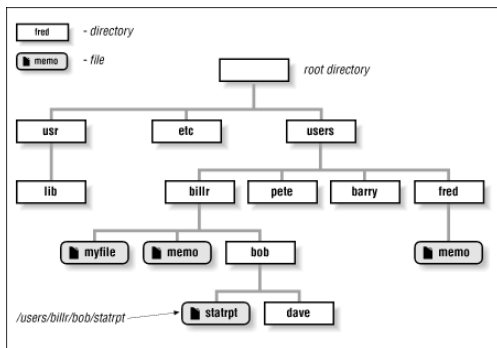 fred - directory
memo - file
root directory
usr etc users
lib billr pete barry fred
myfile memo bob memo
/users/billr/bob/statrpt statrpt dave